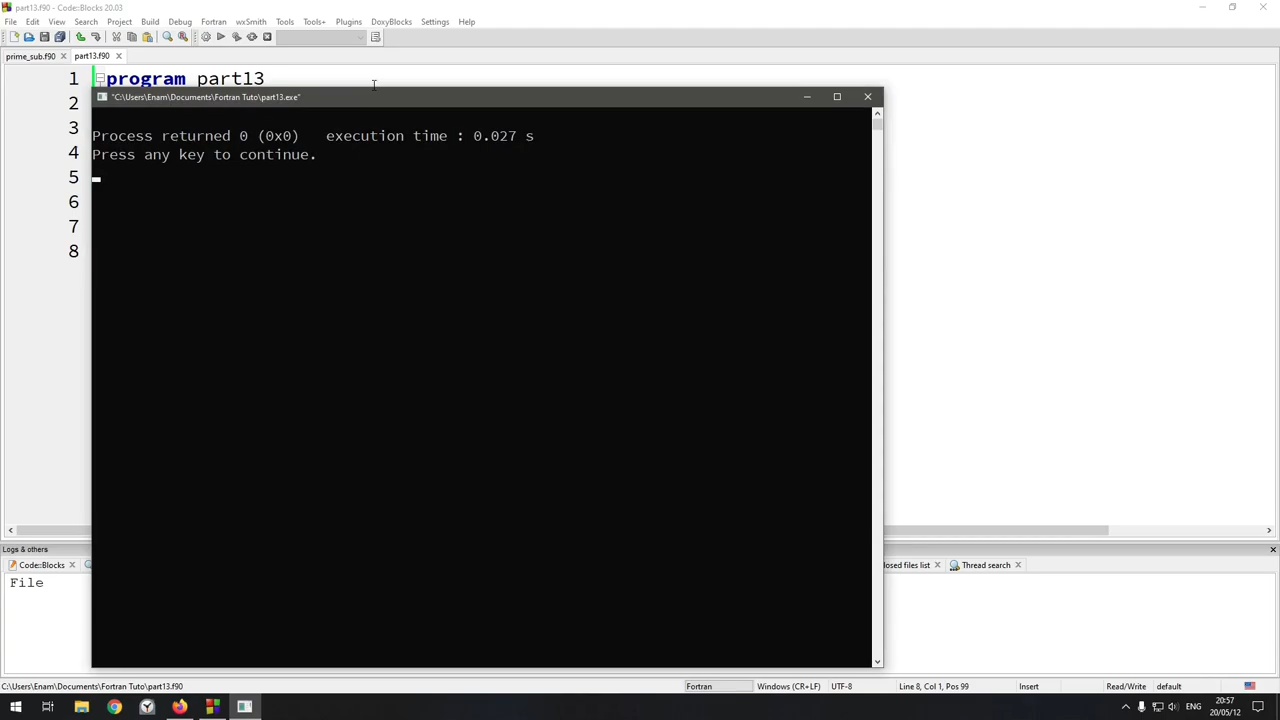 part13.f90 - Code::Blocks 20.03
File Edit View Search Project Build Debug Fortran wxSmith Tools Tools+ Plugins DoxyBlocks Settings Help
prime_sub.f90 part13.f90
1 program part13
"C:\Users\Enam\Documents\Fortran Tuto\part13.exe"
2
Process returned 0 (0x0) execution time : 0.027 s
3
Press any key to continue.
4
5
6
7
8
Logs & others
Code::Blocks losed files list Thread search
File
C:\Users\Enam\Documents\Fortran Tuto\part13.f90 Fortran Windows (CR+LF) UTF-8 Line 8, Col 1, Pos 99 Insert Read/Write default
20:57
ENG
20/05/12